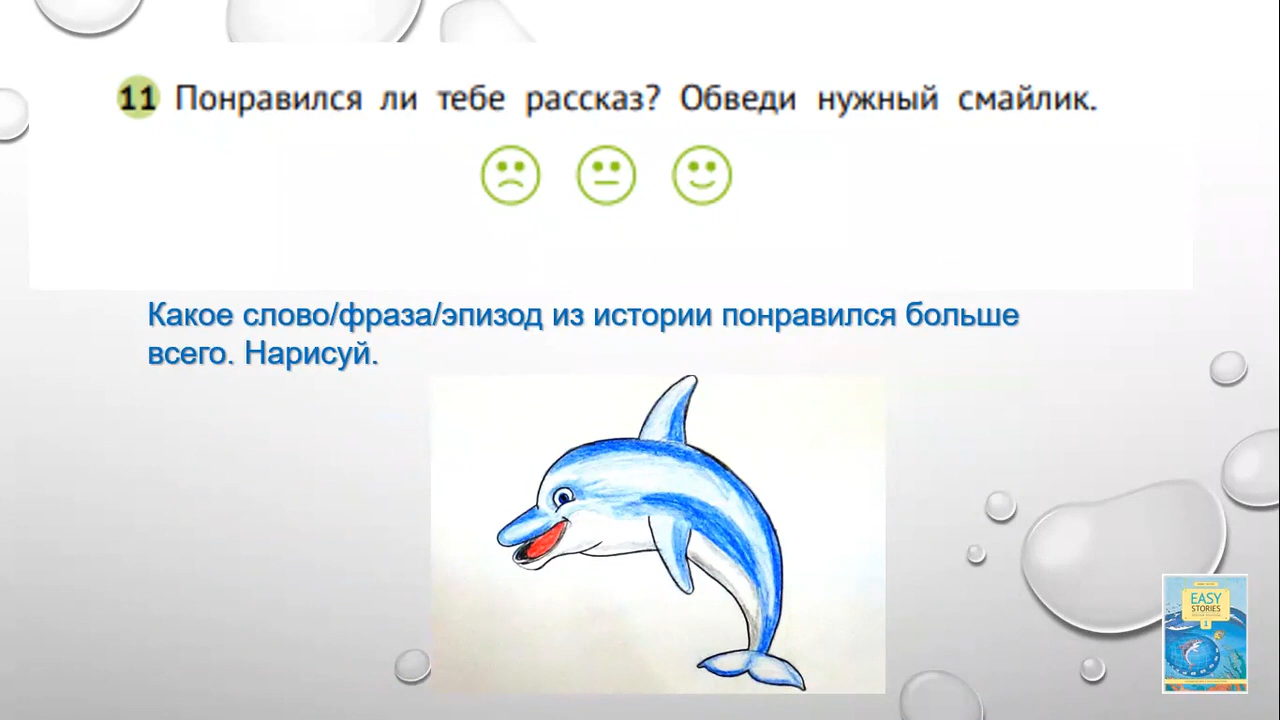 11 Понравился ли тебе рассказ? Обведи нужный смайлик.
Какое слово/фраза/эпизод из истории понравился больше
всего. Нарисуй.
EASY
STORIES
1